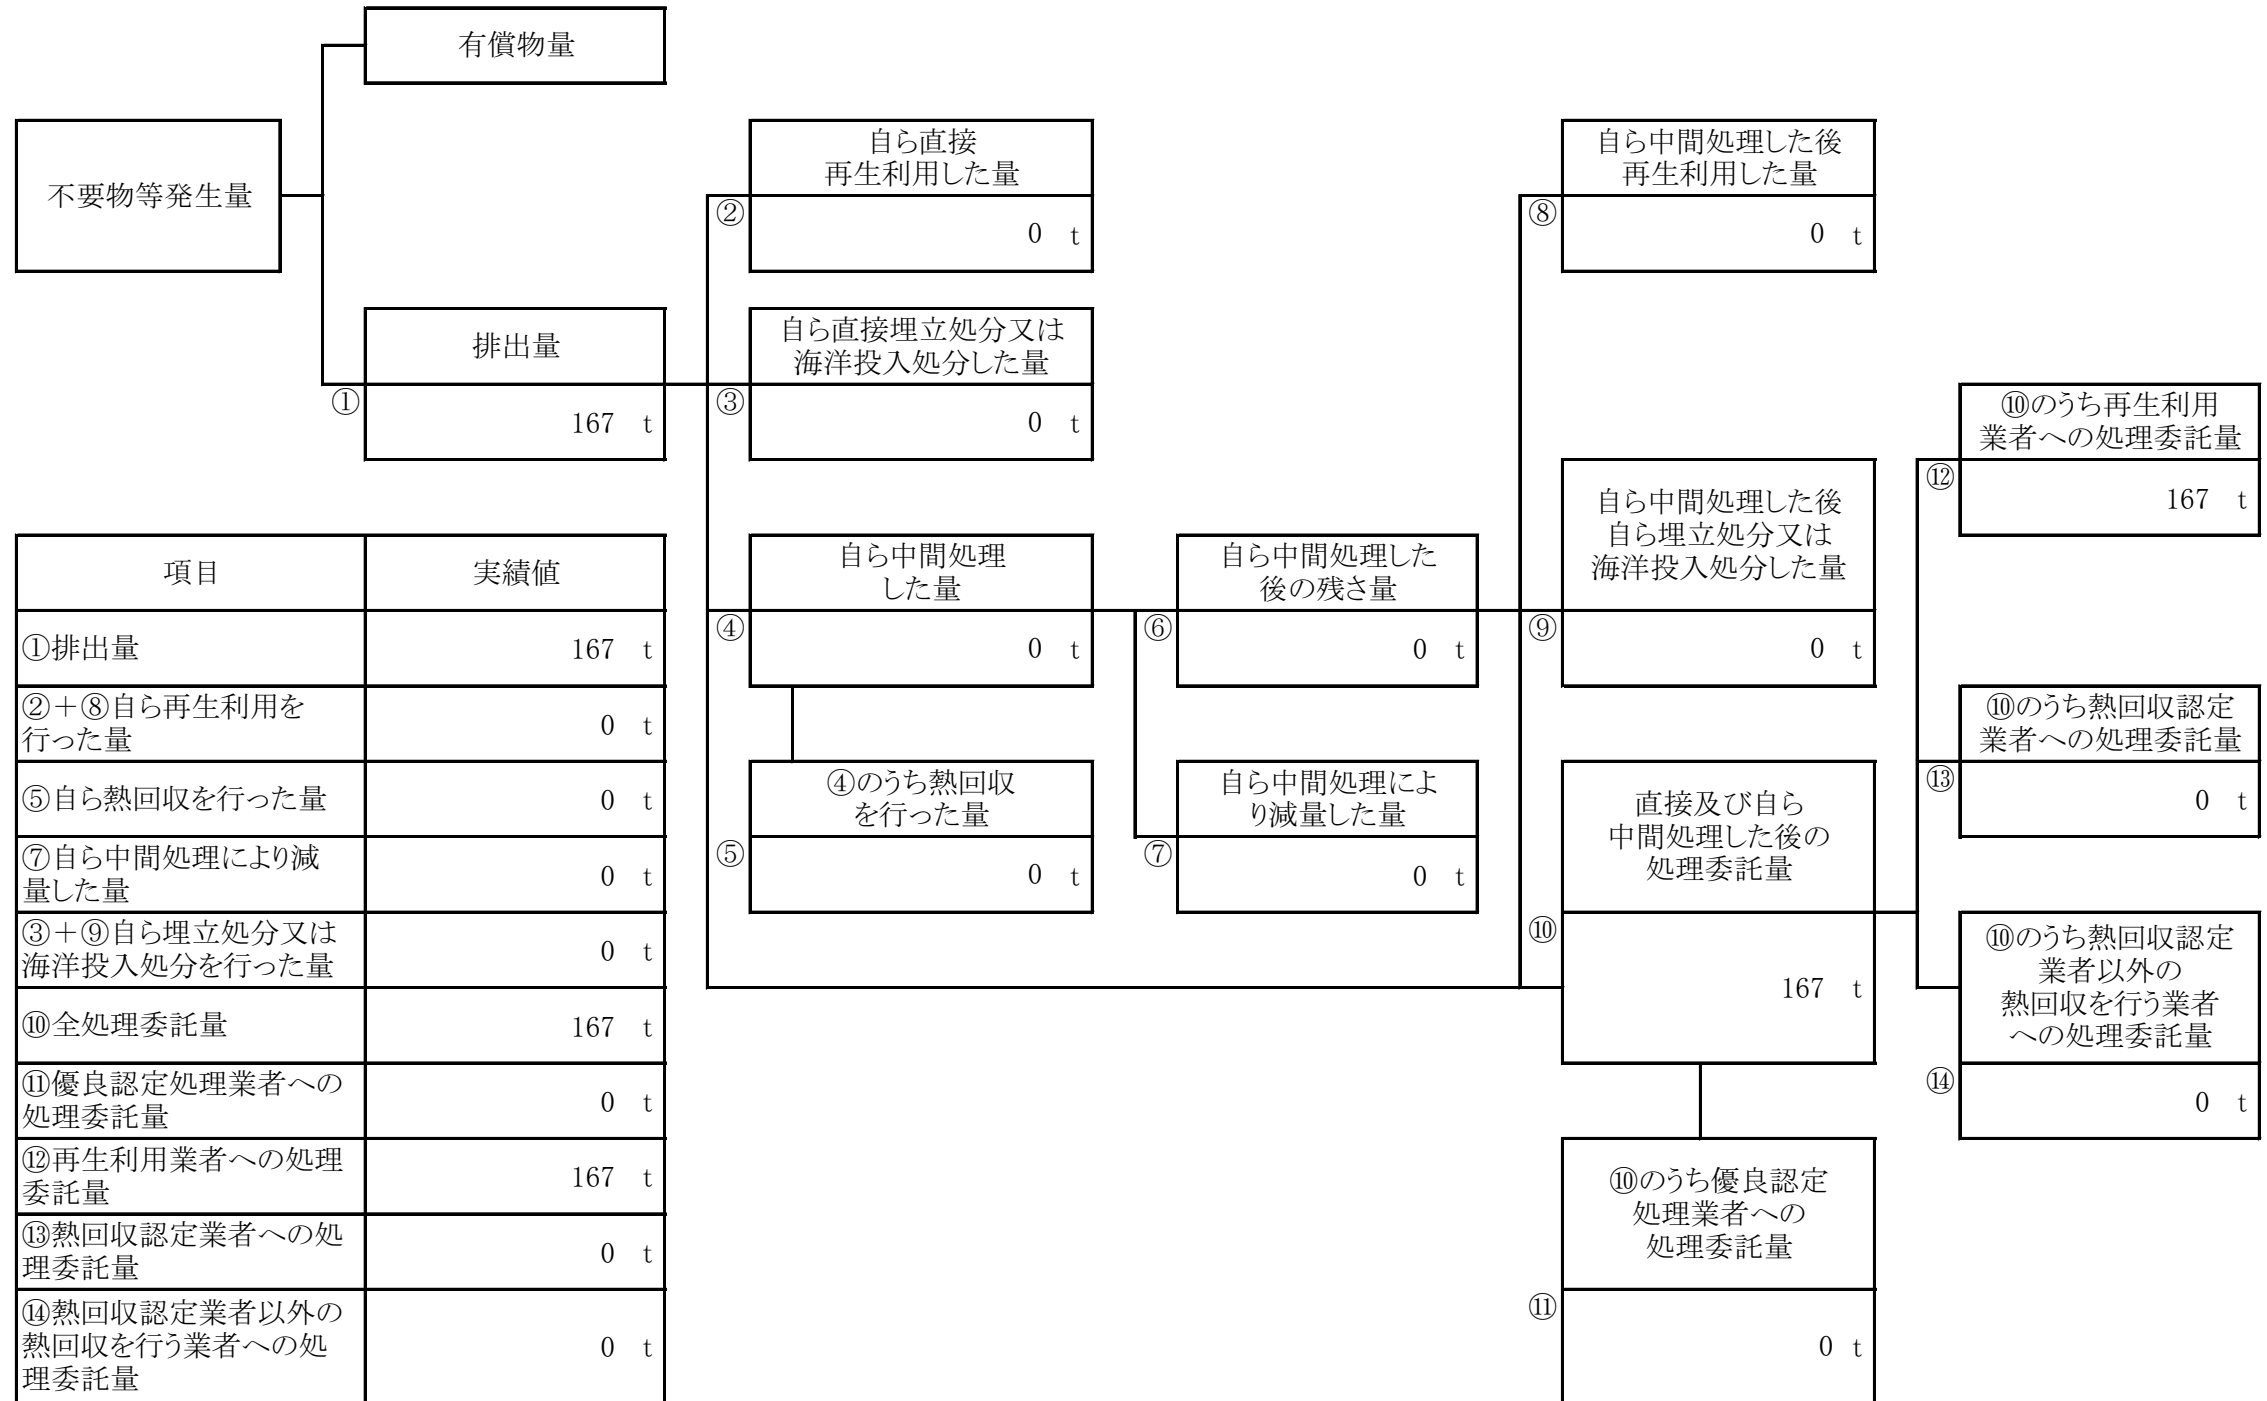 有償物量
不要物等発生量
自ら直接
再生利用した量
②
0 t
自ら中間処理した後
再生利用した量
⑧
0 t
排出量
①
167 t
自ら直接埋立処分又は
海洋投入処分した量
③
0 t
⑩のうち再生利用
業者への処理委託量
⑫
167 t
自ら中間処理
した量
④
0 t
自ら中間処理した
後の残さ量
⑥
0 t
自ら中間処理した後
自ら埋立処分又は
海洋投入処分した量
⑨
0 t
⑩のうち熱回収認定
業者への処理委託量
⑬
0 t
④のうち熱回収
を行った量
⑤
0 t
自ら中間処理によ
り減量した量
⑦
0 t
直接及び自ら
中間処理した後の
処理委託量
⑩
167 t
⑩のうち熱回収認定
業者以外の
熱回収を行う業者
への処理委託量
⑭
0 t
⑩のうち優良認定
処理業者への
処理委託量
⑪
0 t
項目 実績値
①排出量 167 t
②+⑧自ら再生利用を
行った量
0 t
⑤自ら熱回収を行った量 0 t
⑦自ら中間処理により減
量した量
0 t
③+⑨自ら埋立処分又は
海洋投入処分を行った量
0 t
⑩全処理委託量 167 t
⑪優良認定処理業者への
処理委託量
0 t
⑫再生利用業者への処理
委託量
167 t
⑬熱回収認定業者への処
理委託量
0 t
⑭熱回収認定業者以外の
熱回収を行う業者への処
理委託量
0 t